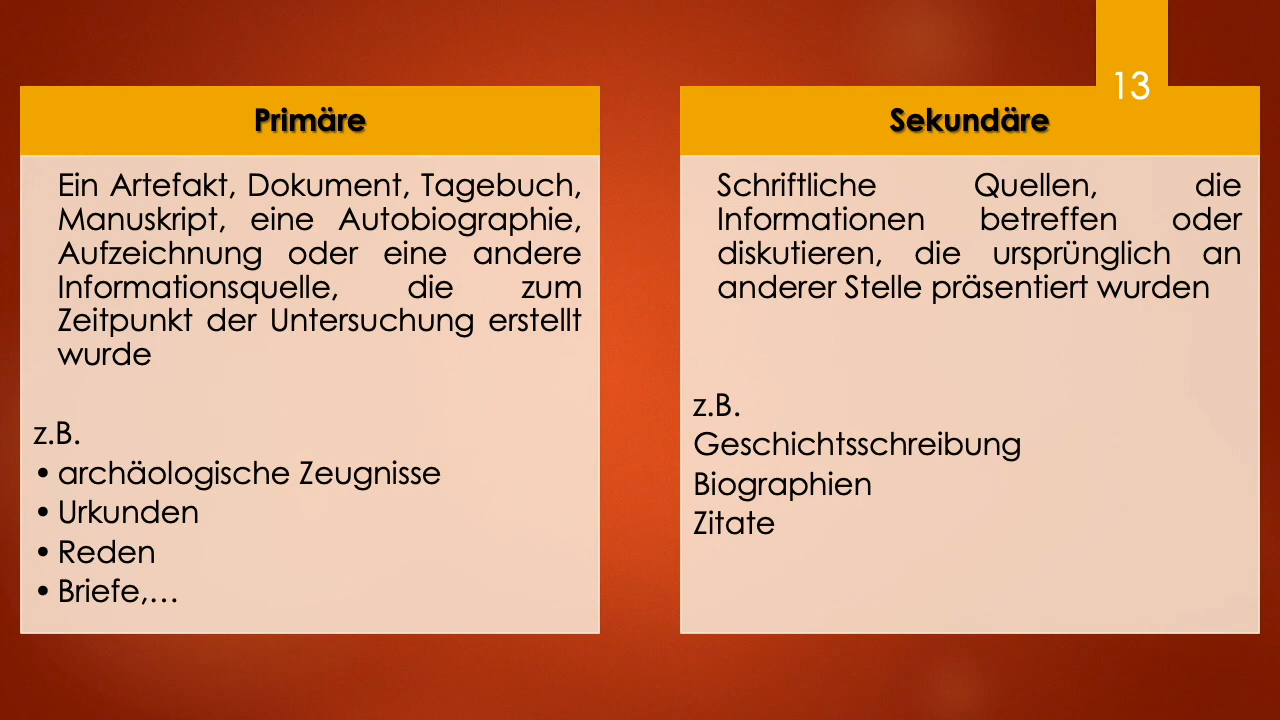 13
Primäre
Ein Artefakt, Dokument, Tagebuch,
Manuskript, eine Autobiographie,
Aufzeichnung oder eine andere
Informationsquelle, die zum
Zeitpunkt der Untersuchung erstellt
wurde
z.B.
• archäologische Zeugnisse
• Urkunden
• Reden
• Briefe,…
Sekundäre
Schriftliche Quellen, die
Informationen betreffen oder
diskutieren, die ursprünglich an
anderer Stelle präsentiert wurden
z.B.
Geschichtsschreibung
Biographien
Zitate